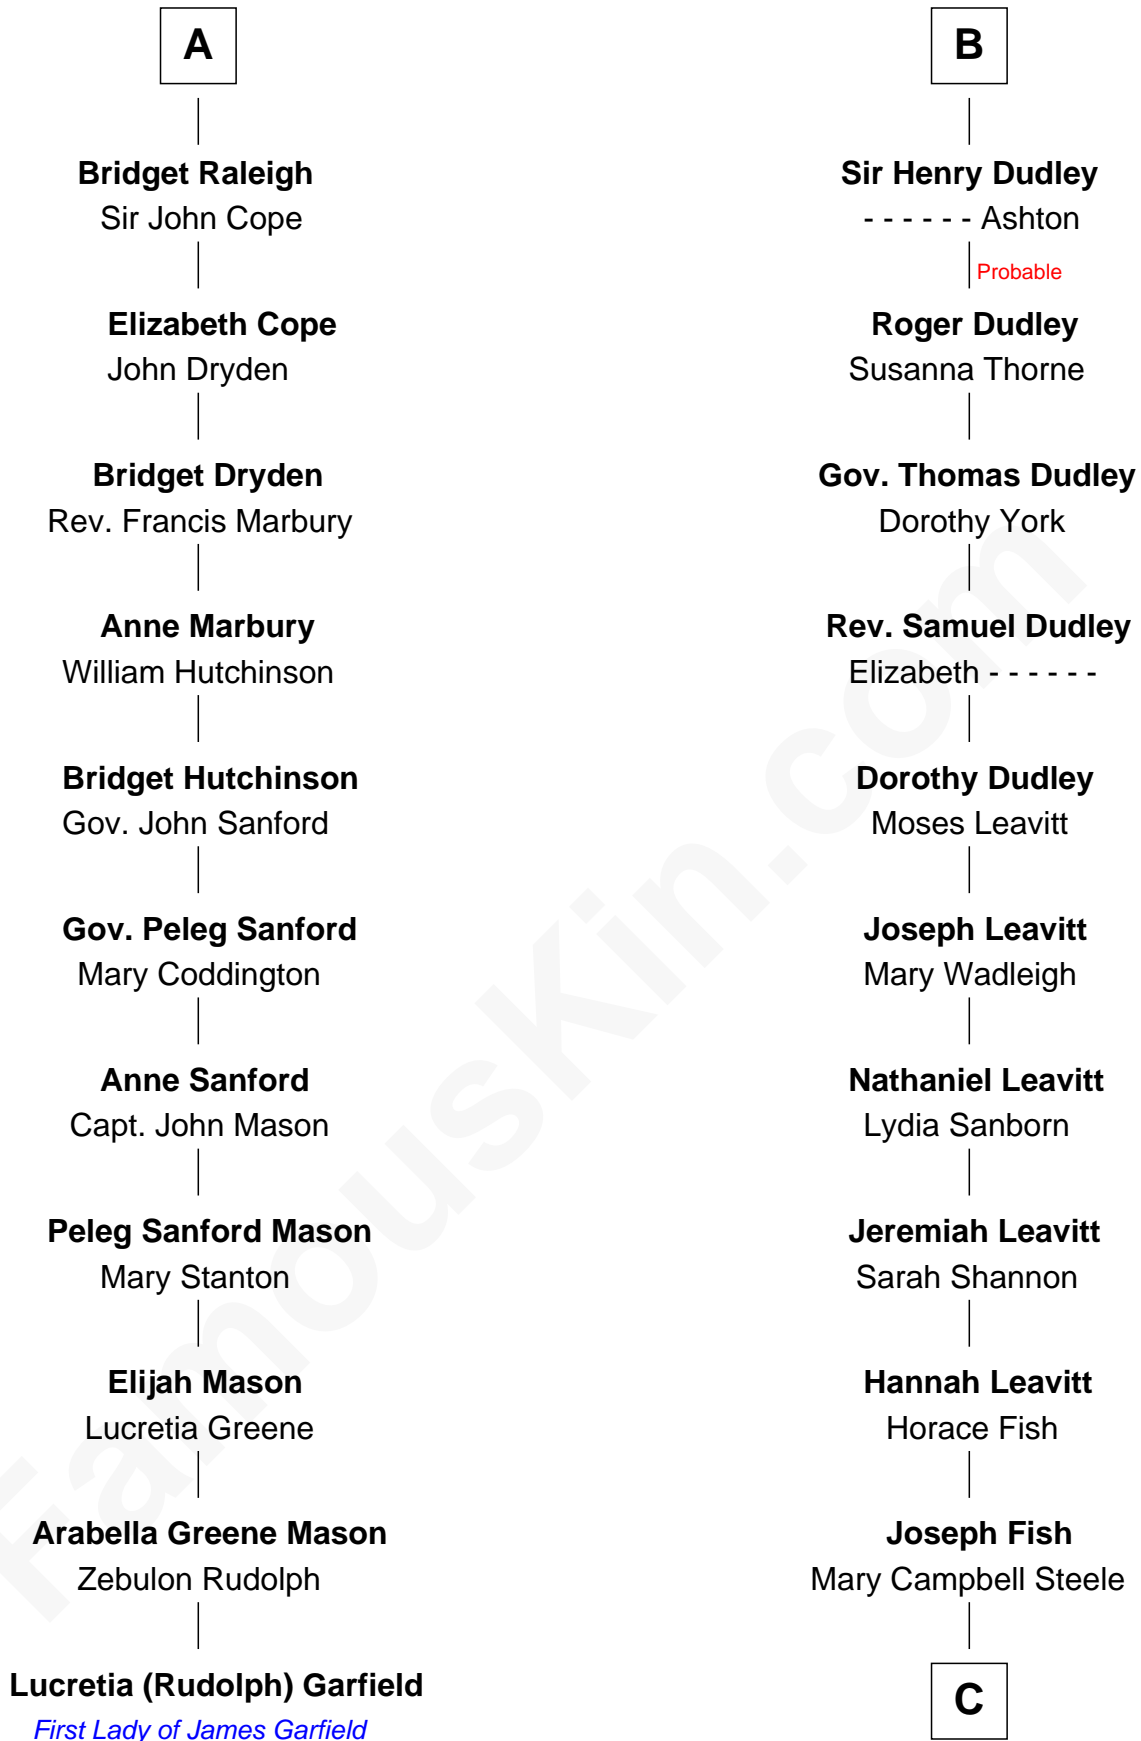 A
Bridget Raleigh
Sir John Cope
Elizabeth Cope
John Dryden
Bridget Dryden
Rev. Francis Marbury
Anne Marbury
William Hutchinson
Bridget Hutchinson
Gov. John Sanford
Gov. Peleg Sanford
Mary Coddington
Anne Sanford
Capt. John Mason
Peleg Sanford Mason
Mary Stanton
Elijah Mason
Lucretia Greene
Arabella Greene Mason
Zebulon Rudolph
Lucretia (Rudolph) Garfield
First Lady of James Garfield
B
Sir Henry Dudley
- - - - - - Ashton
Probable
Roger Dudley
Susanna Thorne
Gov. Thomas Dudley
Dorothy York
Rev. Samuel Dudley
Elizabeth - - - - - -
Dorothy Dudley
Moses Leavitt
Joseph Leavitt
Mary Wadleigh
Nathaniel Leavitt
Lydia Sanborn
Jeremiah Leavitt
Sarah Shannon
Hannah Leavitt
Horace Fish
Joseph Fish
Mary Campbell Steele
C
FamousKin.com